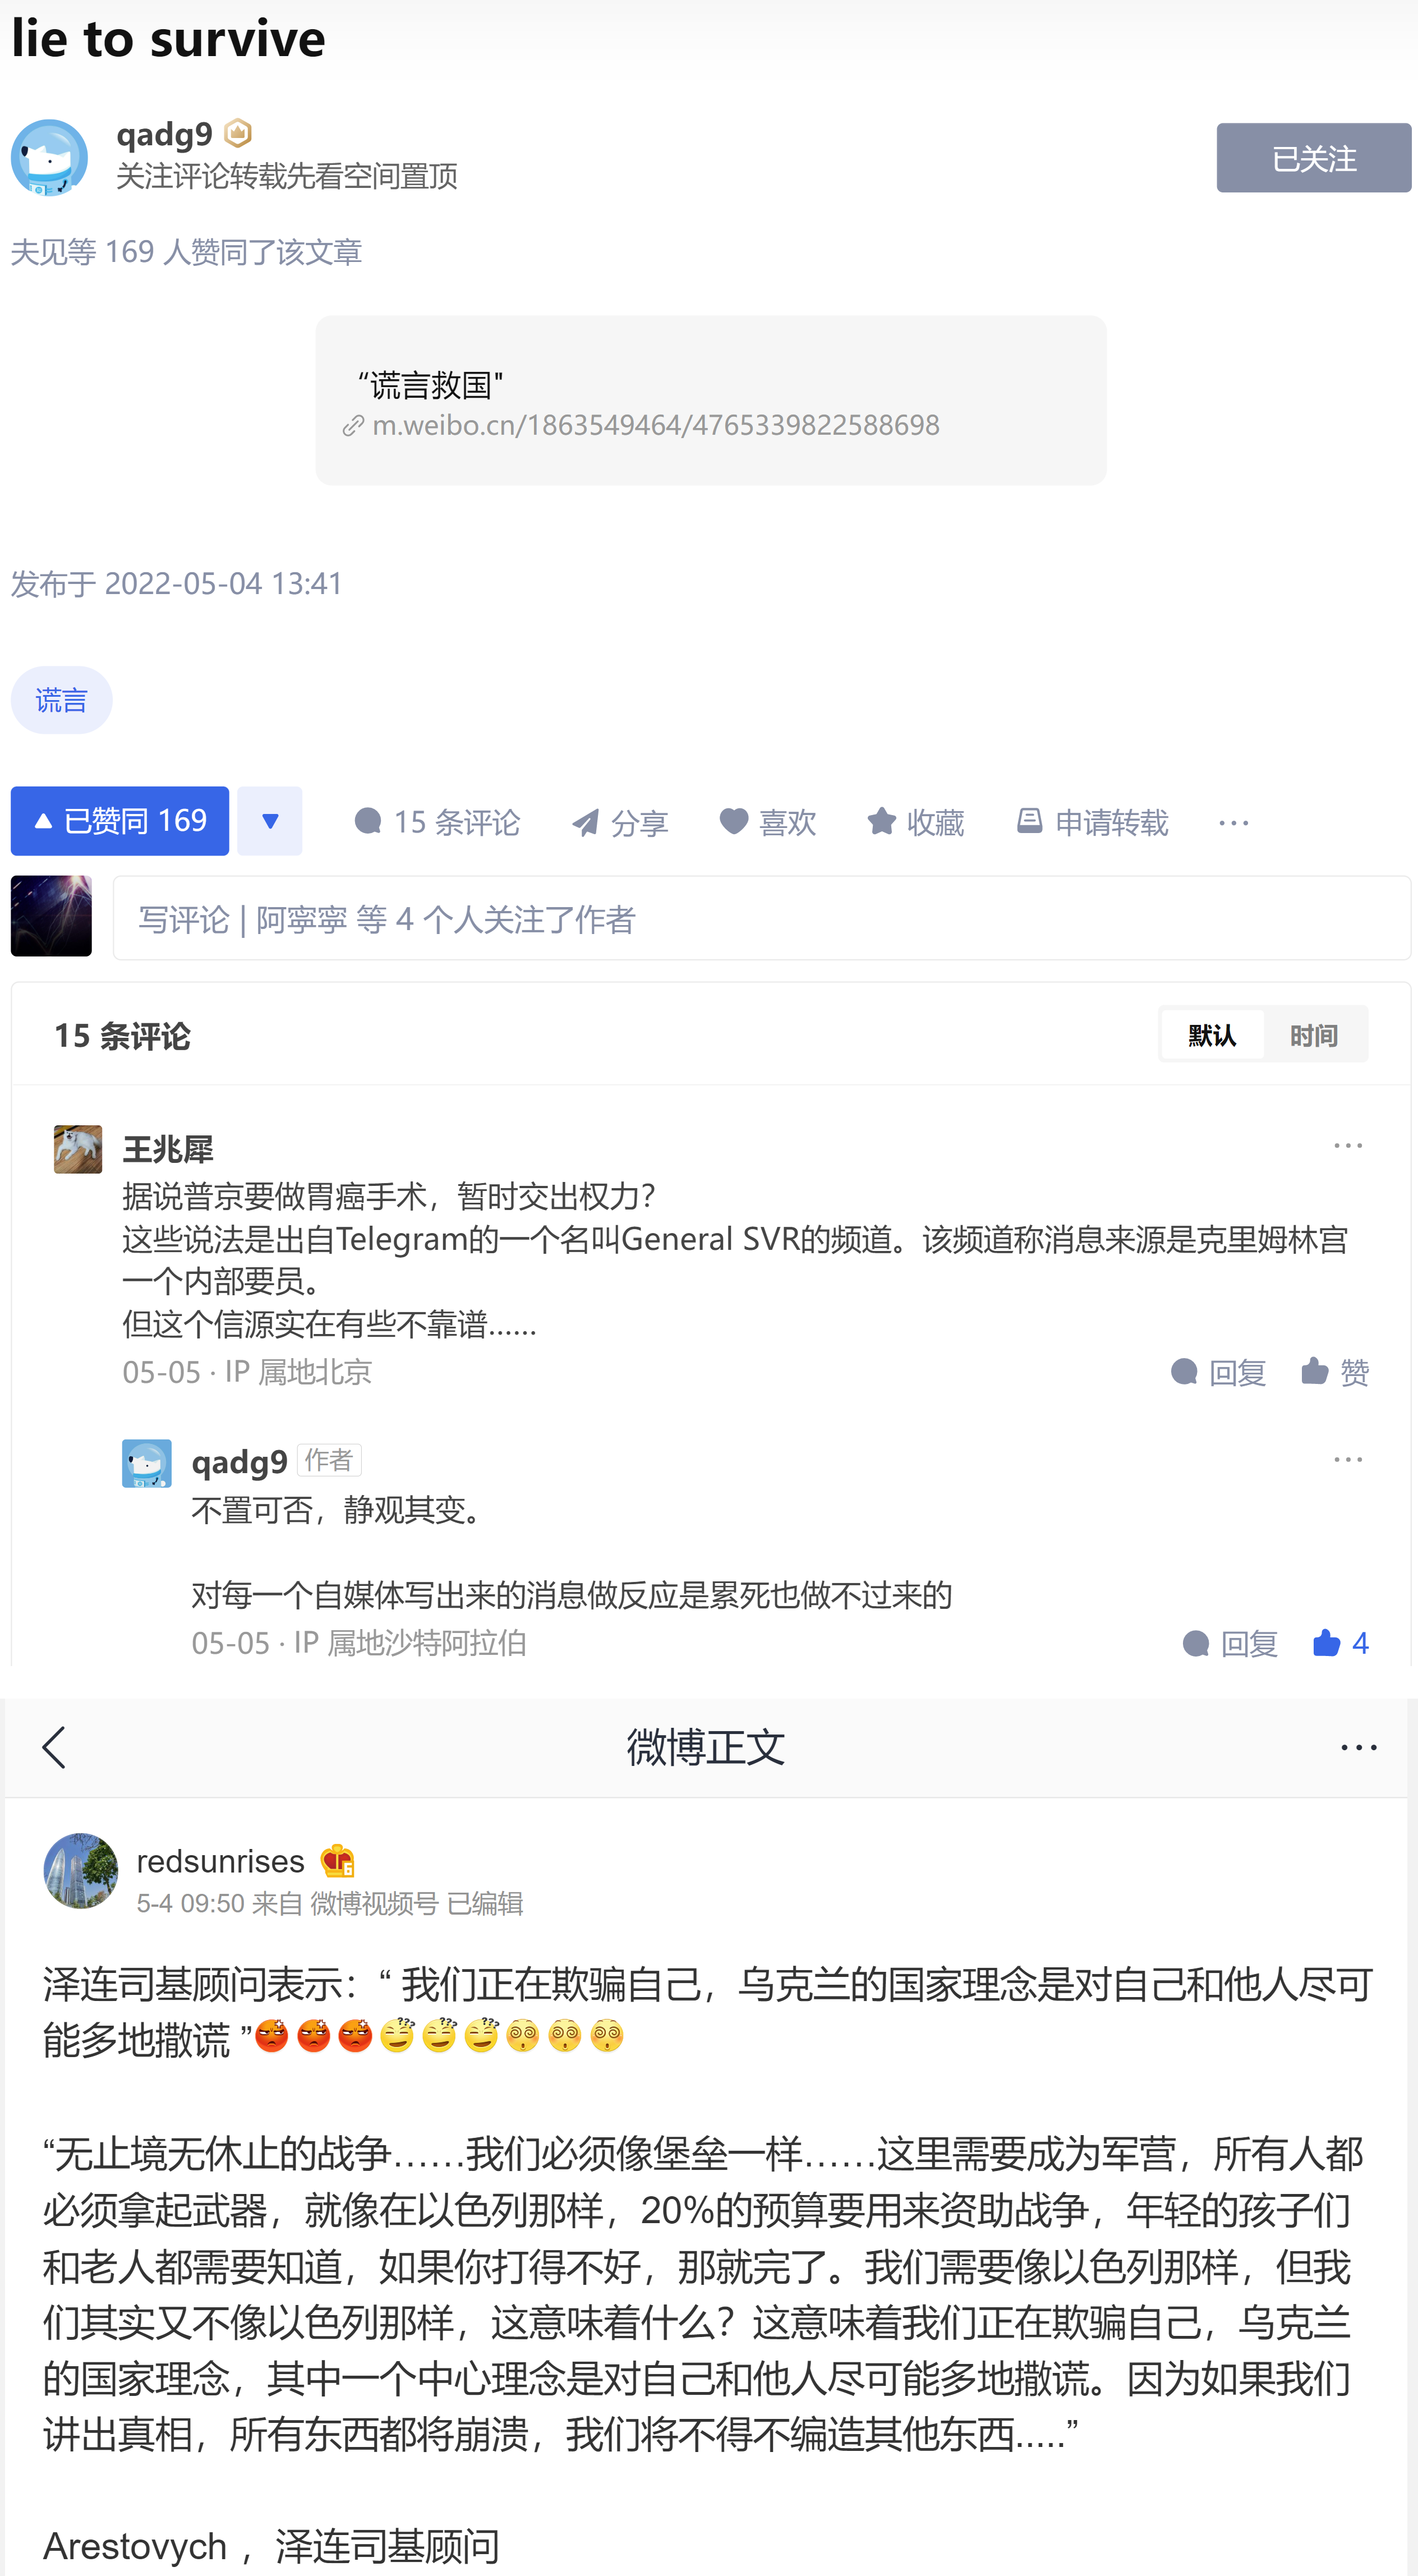 lie to survive
qadg9
关注评论转载先看空间置顶
已关注
夫见等 169 人赞同了该文章
“谎言救国"
m.weibo.cn/1863549464/4765339822588698
发布于 2022-05-04 13:41
谎言
已赞同 169
15 条评论
分享
喜欢
收藏
申请转载
写评论 | 阿寧寧 等 4 个人关注了作者
15 条评论
默认
时间
王兆犀
据说普京要做胃癌手术，暂时交出权力？
这些说法是出自Telegram的一个名叫General SVR的频道。该频道称消息来源是克里姆林宫
一个内部要员。
但这个信源实在有些不靠谱......
05-05 · IP 属地北京
回复
赞
qadg9 作者
不置可否，静观其变。
对每一个自媒体写出来的消息做反应是累死也做不过来的
05-05 · IP 属地沙特阿拉伯
回复
4
微博正文
redsunrises
5-4 09:50 来自 微博视频号 已编辑
泽连司基顾问表示：“ 我们正在欺骗自己，乌克兰的国家理念是对自己和他人尽可
能多地撒谎 ”
“无止境无休止的战争……我们必须像堡垒一样……这里需要成为军营，所有人都
必须拿起武器，就像在以色列那样，20%的预算要用来资助战争，年轻的孩子们
和老人都需要知道，如果你打得不好，那就完了。我们需要像以色列那样，但我
们其实又不像以色列那样，这意味着什么？这意味着我们正在欺骗自己，乌克兰
的国家理念，其中一个中心理念是对自己和他人尽可能多地撒谎。因为如果我们
讲出真相，所有东西都将崩溃，我们将不得不编造其他东西.....”
Arestovych ，泽连司基顾问